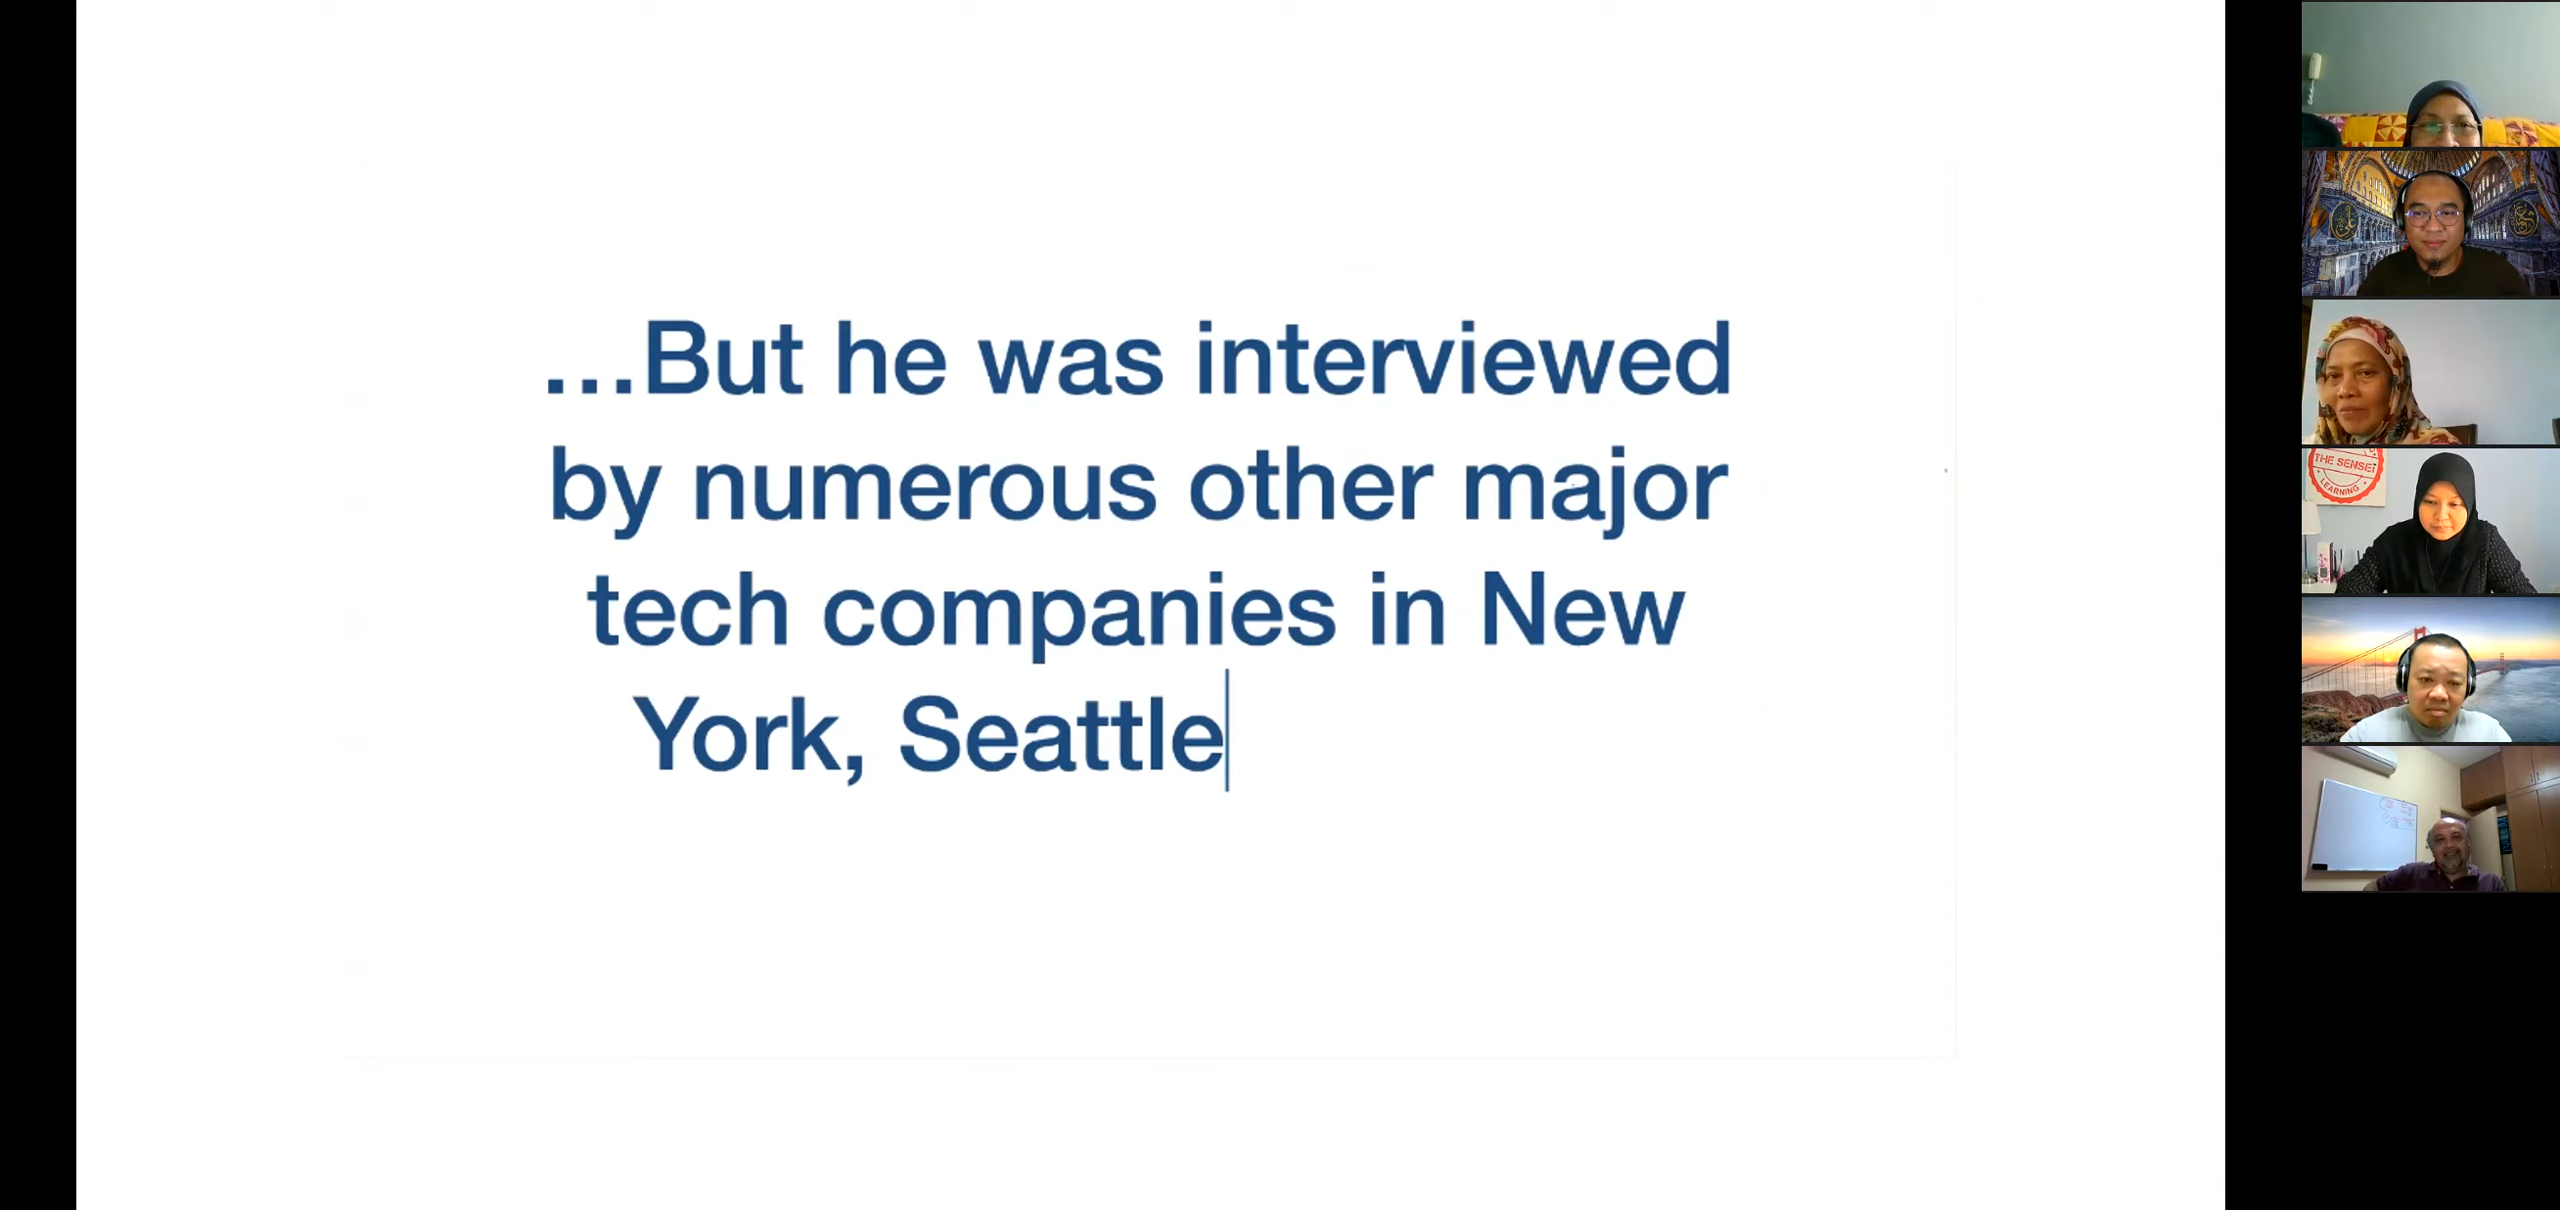 ...But he was interviewed
by numerous other major
tech companies in New
York, Seattle
THE SENSEI
LEARNING